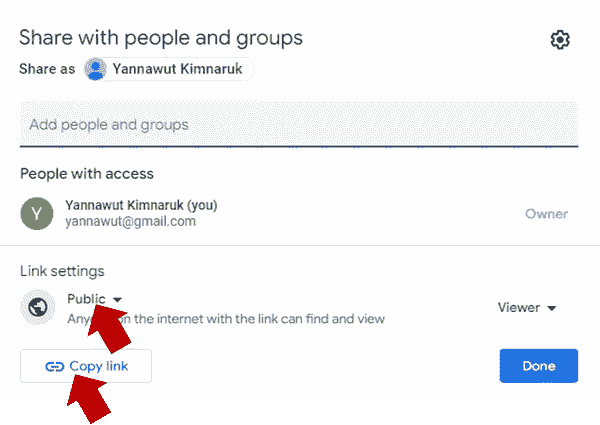 Share with people and groups
Share as Yannawut Kimnaruk
Add people and groups
People with access
Y
Yannawut Kimnaruk (you)
yannawut@gmail.com
Owner
Link settings
Public
on the internet with the link can find and view
Viewer
Copy link
Done